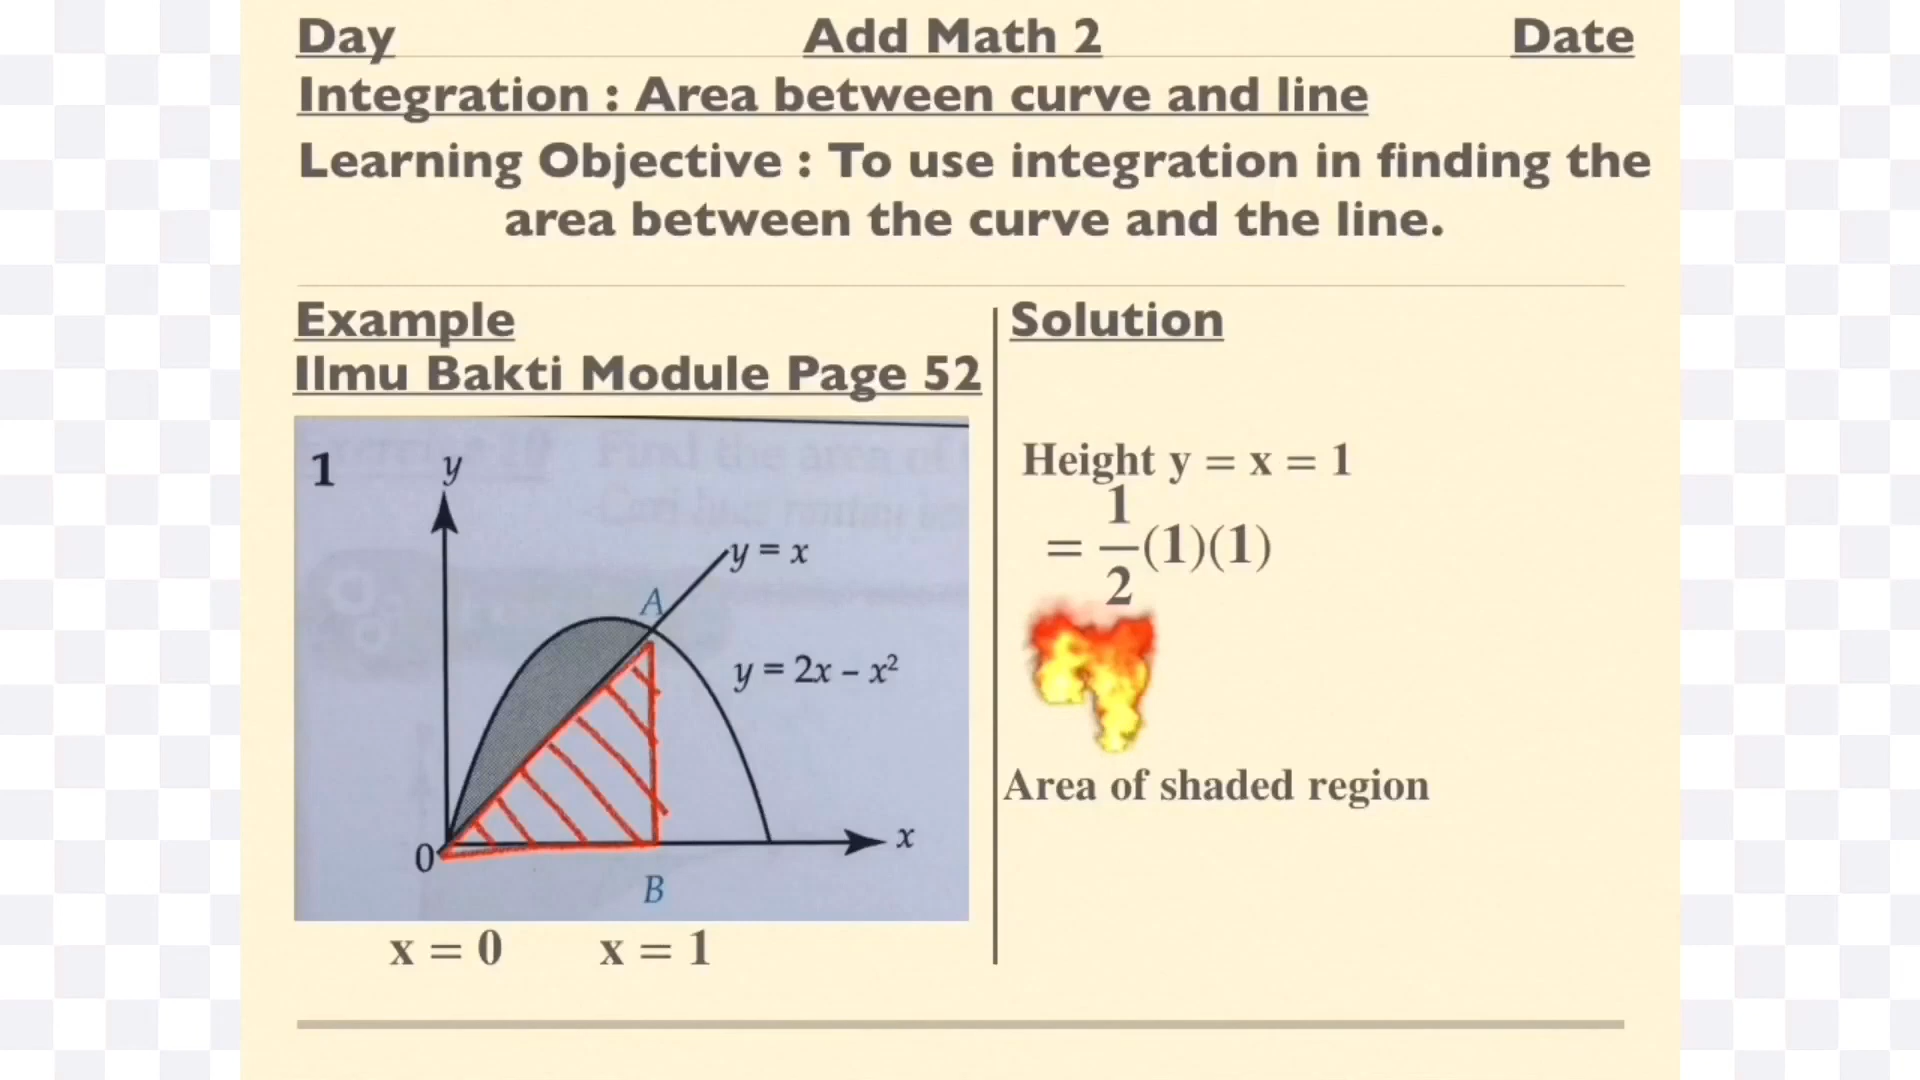 Day Add Math 2 Date
Integration : Area between curve and line
Learning Objective : To use integration in finding the
area between the curve and the line.
Example
Ilmu Bakti Module Page 52
1
y
y = x
A
y = 2x – x²
0
x
B
x = 0 x = 1
Solution
Height y = x = 1
= 1/2 (1)(1)
Area of shaded region